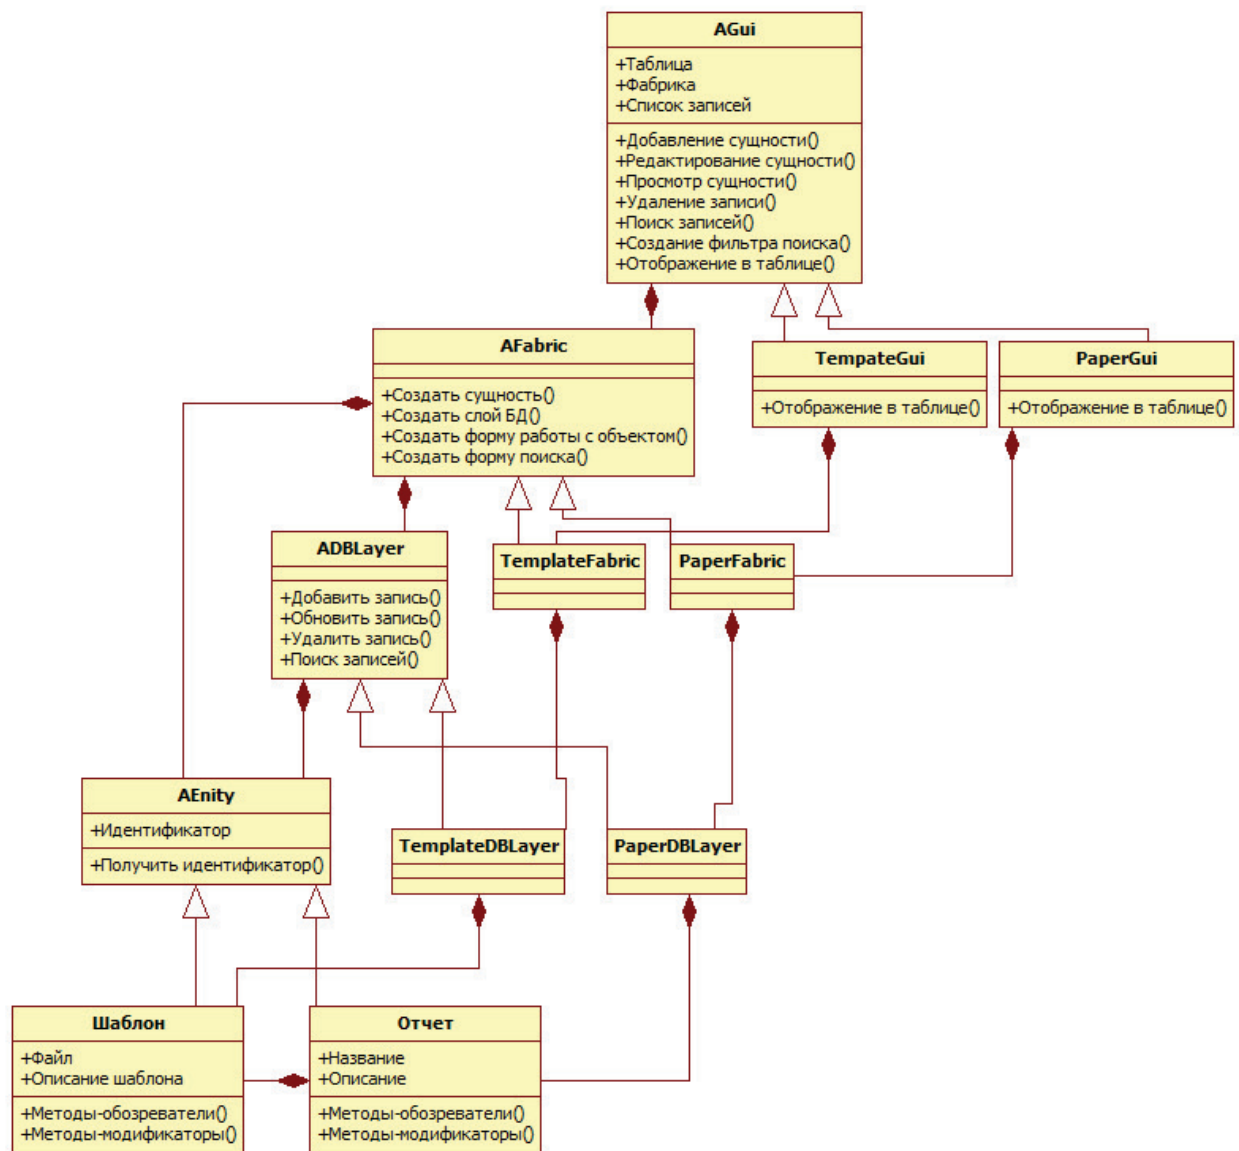 AGui
+Таблица
+Фабрика
+Список записей
+Добавление сущности()
+Редактирование сущности()
+Просмотр сущности()
+Удаление записи()
+Поиск записей()
+Создание фильтра поиска()
+Отображение в таблице()
AFabric
+Создать сущность()
+Создать слой БД()
+Создать форму работы с объектом()
+Создать форму поиска()
TempateGui
+Отображение в таблице()
PaperGui
+Отображение в таблице()
ADBLayer
+Добавить запись()
+Обновить запись()
+Удалить запись()
+Поиск записей()
TemplateFabric
PaperFabric
AEnity
+Идентификатор
+Получить идентификатор()
TemplateDBLayer
PaperDBLayer
Шаблон
+Файл
+Описание шаблона
+Методы-обозреватели()
+Методы-модификаторы()
Отчет
+Название
+Описание
+Методы-обозреватели()
+Методы-модификаторы()